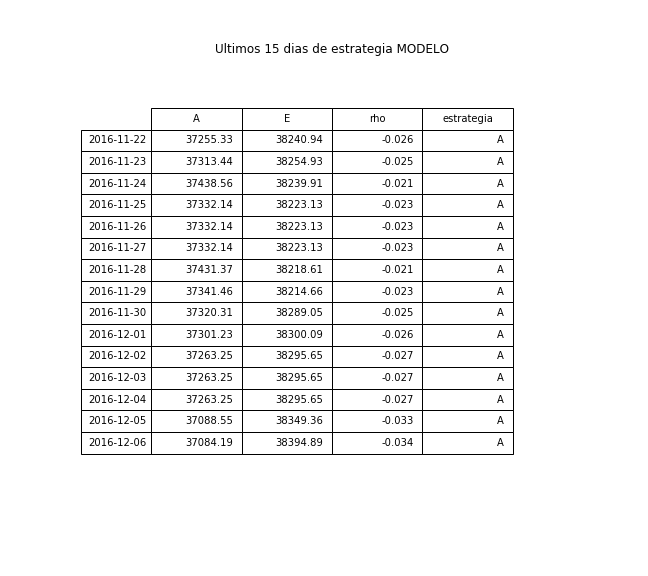 Ultimos 15 dias de estrategia MODELO
A E rho estrategia
2016-11-22 37255.33 38240.94 -0.026 A
2016-11-23 37313.44 38254.93 -0.025 A
2016-11-24 37438.56 38239.91 -0.021 A
2016-11-25 37332.14 38223.13 -0.023 A
2016-11-26 37332.14 38223.13 -0.023 A
2016-11-27 37332.14 38223.13 -0.023 A
2016-11-28 37431.37 38218.61 -0.021 A
2016-11-29 37341.46 38214.66 -0.023 A
2016-11-30 37320.31 38289.05 -0.025 A
2016-12-01 37301.23 38300.09 -0.026 A
2016-12-02 37263.25 38295.65 -0.027 A
2016-12-03 37263.25 38295.65 -0.027 A
2016-12-04 37263.25 38295.65 -0.027 A
2016-12-05 37088.55 38349.36 -0.033 A
2016-12-06 37084.19 38394.89 -0.034 A